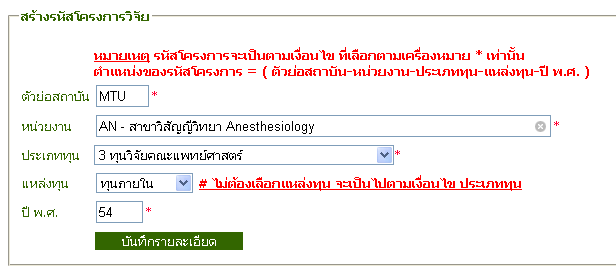 สร้างรหัสโครงการวิจัย
หมายเหตุ รหัสโครงการจะเป็นตามเงื่อนไข ที่เลือกตามเครื่องหมาย * เท่านั้น
ตำแหน่งของรหัสโครงการ = ( ตัวย่อสถาบัน-หน่วยงาน-ประเภททุน-แหล่งทุน-ปี พ.ศ. )
ตัวย่อสถาบัน MTU *
หน่วยงาน AN - สาขาวิสัญญีวิทยา Anesthesiology *
ประเภททุน 3 ทุนวิจัยคณะแพทย์ศาสตร์ *
แหล่งทุน ทุนภายใน # ไม่ต้องเลือกแหล่งทุน จะเป็นไปตามเงื่อนไข ประเภททุน
ปี พ.ศ. 54 *
บันทึกรายละเอียด